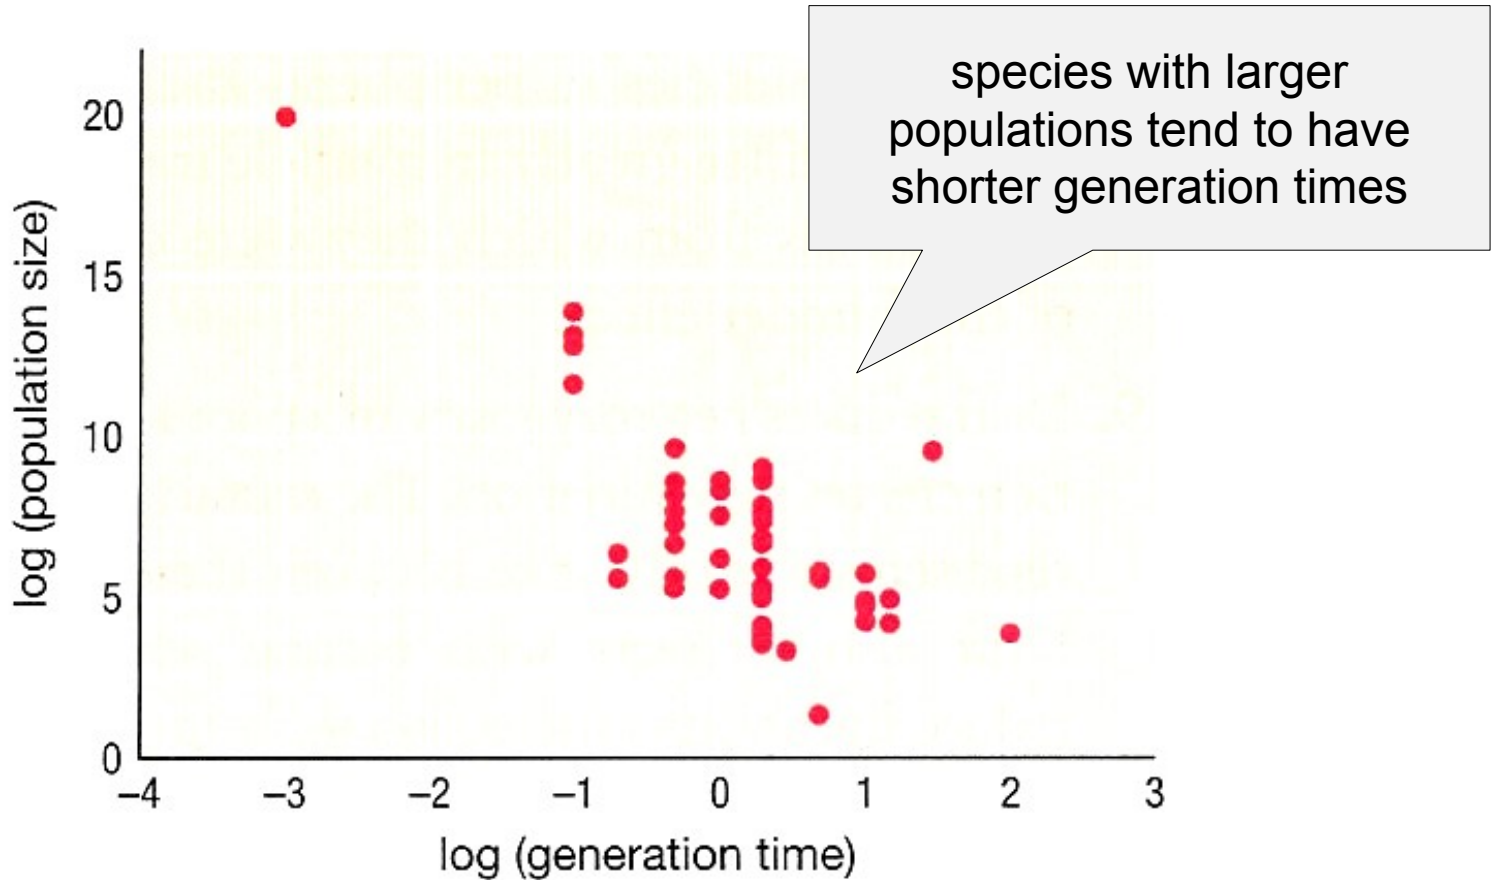 species with larger
populations tend to have
shorter generation times
log (population size)
20
15
10
5
0
–4 –3 –2 –1 0 1 2 3
log (generation time)